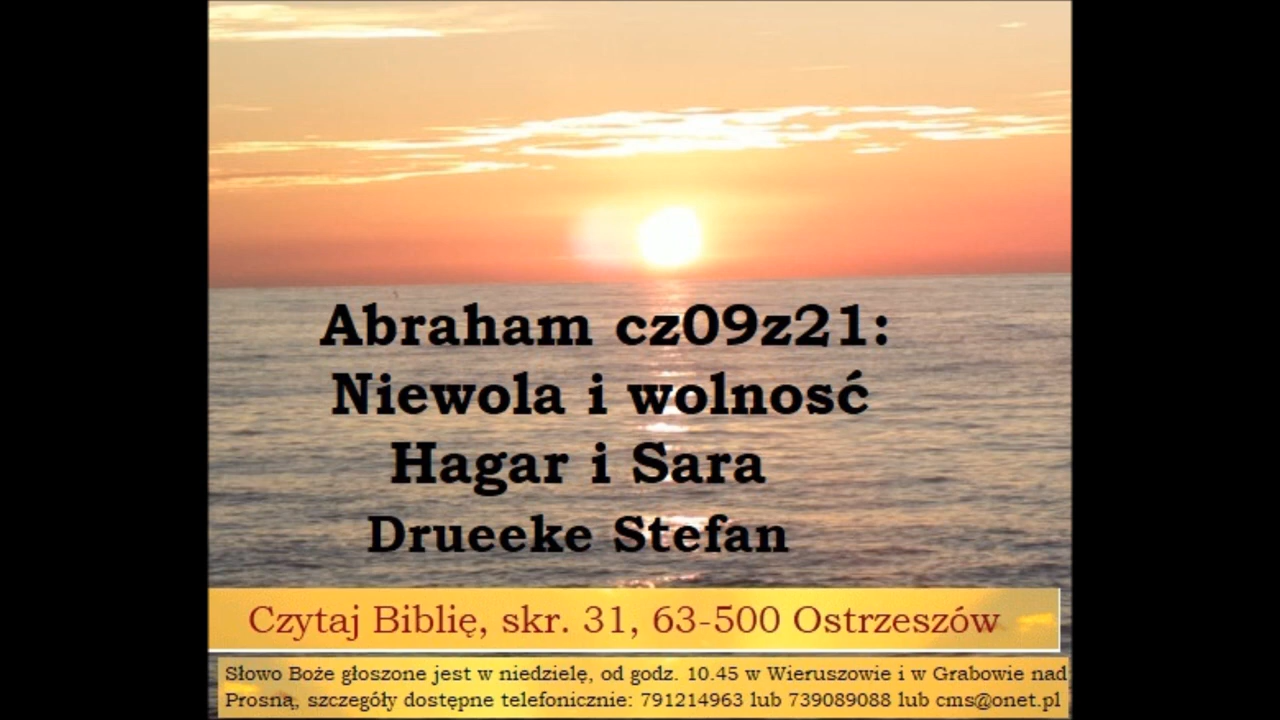 Abraham cz09z21:
Niewola i wolność
Hagar i Sara
Drueeke Stefan
Czytaj Biblię, skr. 31, 63-500 Ostrzeszów
Słowo Boże głoszone jest w niedzielę, od godz. 10.45 w Wieruszowie i w Grabowie nad
Prosną, szczegóły dostępne telefonicznie: 791214963 lub 739089088 lub cms@onet.pl